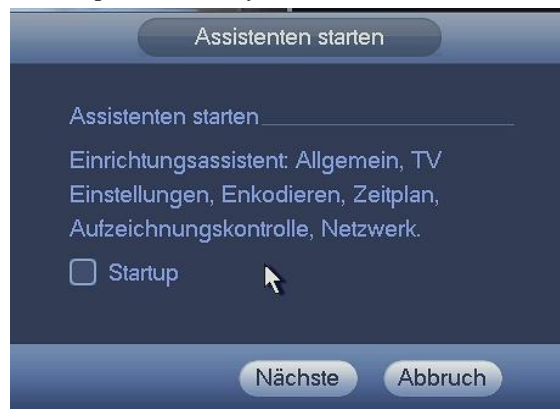 Assistenten starten
Assistenten starten
Einrichtungsassistent: Allgemein, TV
Einstellungen, Enkodieren, Zeitplan,
Aufzeichnungskontrolle, Netzwerk.
Startup
Nächste Abbruch